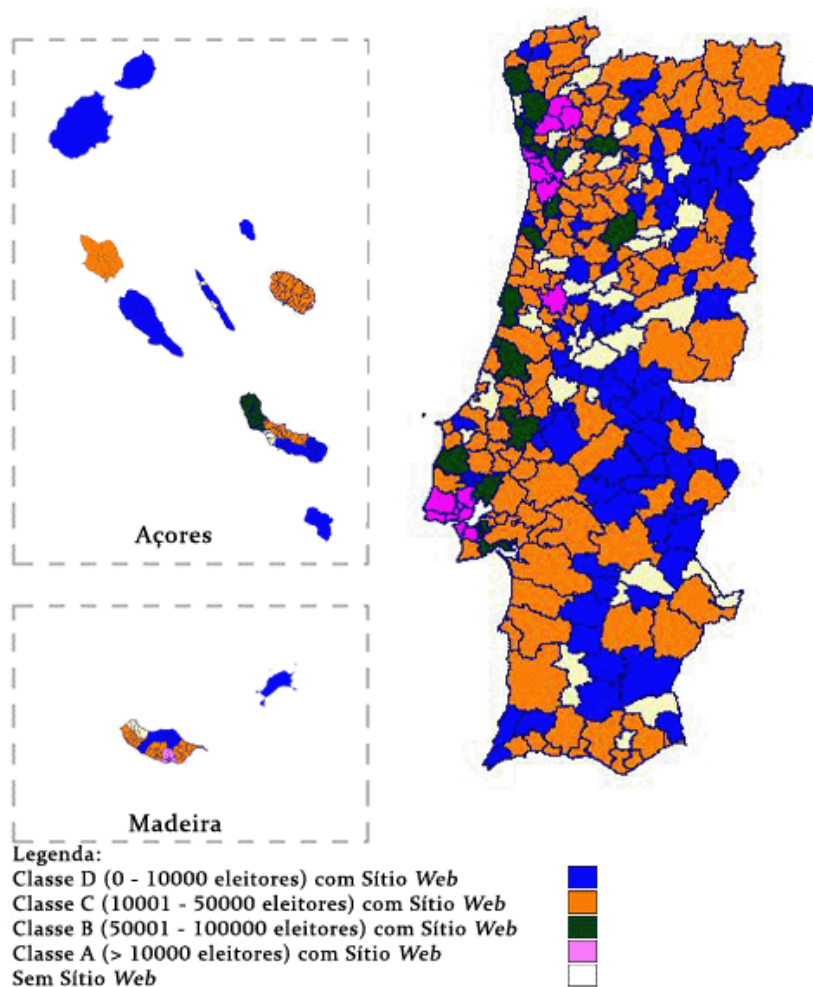 Açores
Madeira
Legenda:
Classe D (0 - 10000 eleitores) com Sítio Web
Classe C (10001 - 50000 eleitores) com Sítio Web
Classe B (50001 - 100000 eleitores) com Sítio Web
Classe A (> 10000 eleitores) com Sítio Web
Sem Sítio Web